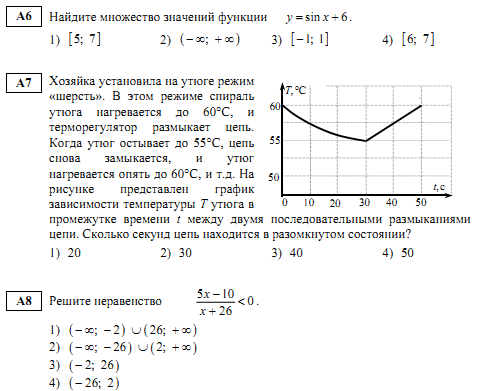 А6 Найдите множество значений функции y = sin x + 6.
1) [5; 7] 2) (−∞; +∞) 3) [−1; 1] 4) [6; 7]
А7 Хозяйка установила на утюге режим
«шерсть». В этом режиме спираль
утюга нагревается до 60°С, и
терморегулятор размыкает цепь.
Когда утюг остывает до 55°С, цепь
снова замыкается, и утюг
нагревается опять до 60°С, и т.д. На
рисунке представлен график
зависимости температуры T утюга в
промежутке времени t между двумя последовательными размыканиями
цепи. Сколько секунд цепь находится в разомкнутом состоянии?
T, °C
60
55
50
0 10 20 30 40 50
t, c
1) 20 2) 30 3) 40 4) 50
А8 Решите неравенство (5x−10)/(x+26) < 0.
1) (−∞; −2) ∪ (26; +∞)
2) (−∞; −26) ∪ (2; +∞)
3) (−2; 26)
4) (−26; 2)